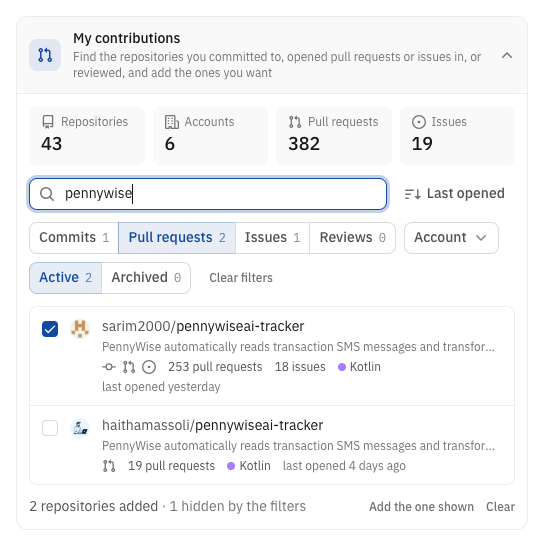 My contributions
Find the repositories you committed to, opened pull requests or issues in, or
reviewed, and add the ones you want
Repositories
43
Accounts
6
Pull requests
382
Issues
19
pennywise
Last opened
Commits 1
Pull requests 2
Issues 1
Reviews 0
Account
Active 2
Archived 0
Clear filters
sarim2000/pennywiseai-tracker
PennyWise automatically reads transaction SMS messages and transfor...
253 pull requests 18 issues Kotlin
last opened yesterday
haithamassoli/pennywiseai-tracker
PennyWise automatically reads transaction SMS messages and transfor...
19 pull requests Kotlin last opened 4 days ago
2 repositories added · 1 hidden by the filters
Add the one shown
Clear